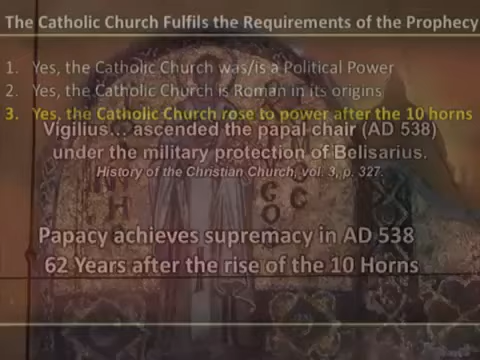 The Catholic Church Fulfils the Requirements of the Prophecy
1. Yes, the Catholic Church was/is a Political Power
2. Yes, the Catholic Church is Roman in its origins
3. Yes, the Catholic Church rose to power after the 10 horns
Vigilius... ascended the papal chair (AD 538)
under the military protection of Belisarius.
History of the Christian Church, vol. 3, p. 327.
H
C C
O
Papacy achieves supremacy in AD 538
62 Years after the rise of the 10 Horns